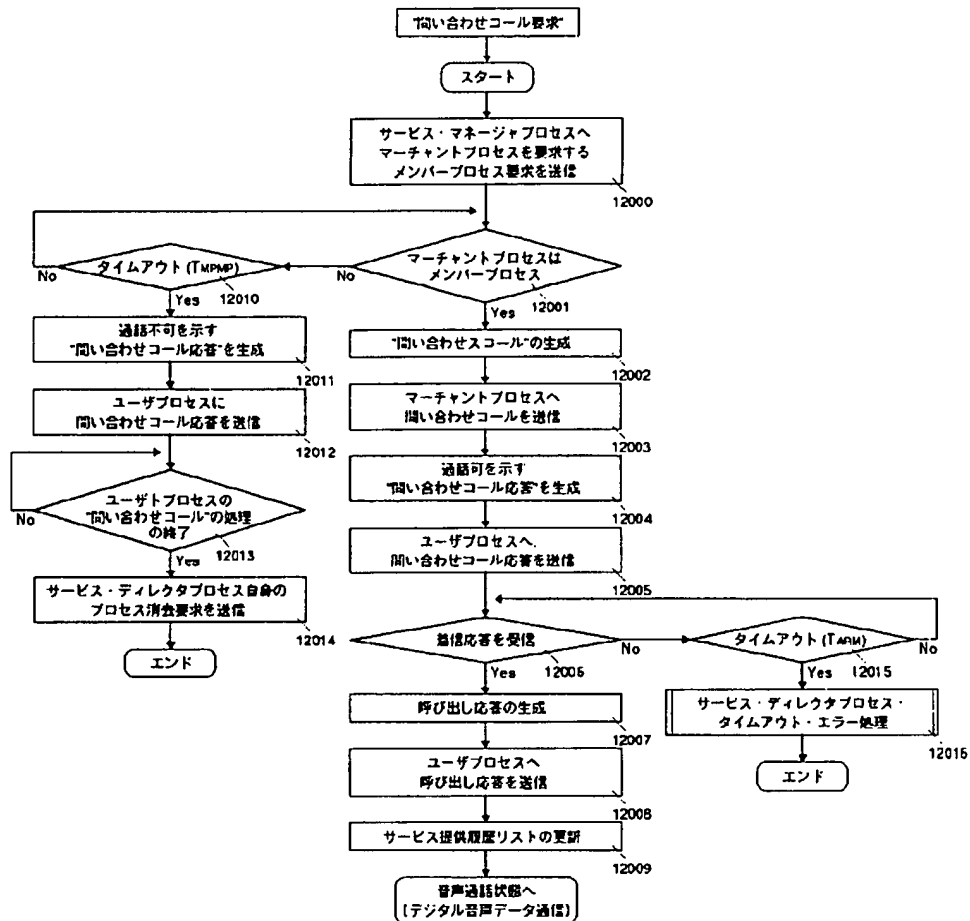 "問い合わせコール要求"
スタート
サービス・マネージャプロセスへ
マーチャントプロセスを要求する
メンバープロセス要求を送信
12000
マーチャントプロセスは
メンバープロセス
12001
No
Yes
タイムアウト(TMPMP)
12010
No
Yes
通話不可を示す
"問い合わせコール応答"を生成
12011
ユーザプロセスに
問い合わせコール応答を送信
12012
ユーザトプロセスの
"問い合わせコール"の処理
の終了
12013
No
Yes
サービス・ディレクタプロセス自身の
プロセス消去要求を送信
12014
エンド
"問い合わせスコール"の生成
12002
マーチャントプロセスへ
問い合わせコールを送信
12003
通話可を示す
"問い合わせコール応答"を生成
12004
ユーザプロセスへ
問い合わせコール応答を送信
12005
着信応答を受信
12006
No
Yes
タイムアウト(TARM)
12015
No
Yes
サービス・ディレクタプロセス・
タイムアウト・エラー処理
12016
エンド
呼び出し応答の生成
12007
ユーザプロセスへ
呼び出し応答を送信
12008
サービス提供履歴リストの更新
12009
音声通話状態へ
(デジタル音声データ通信)